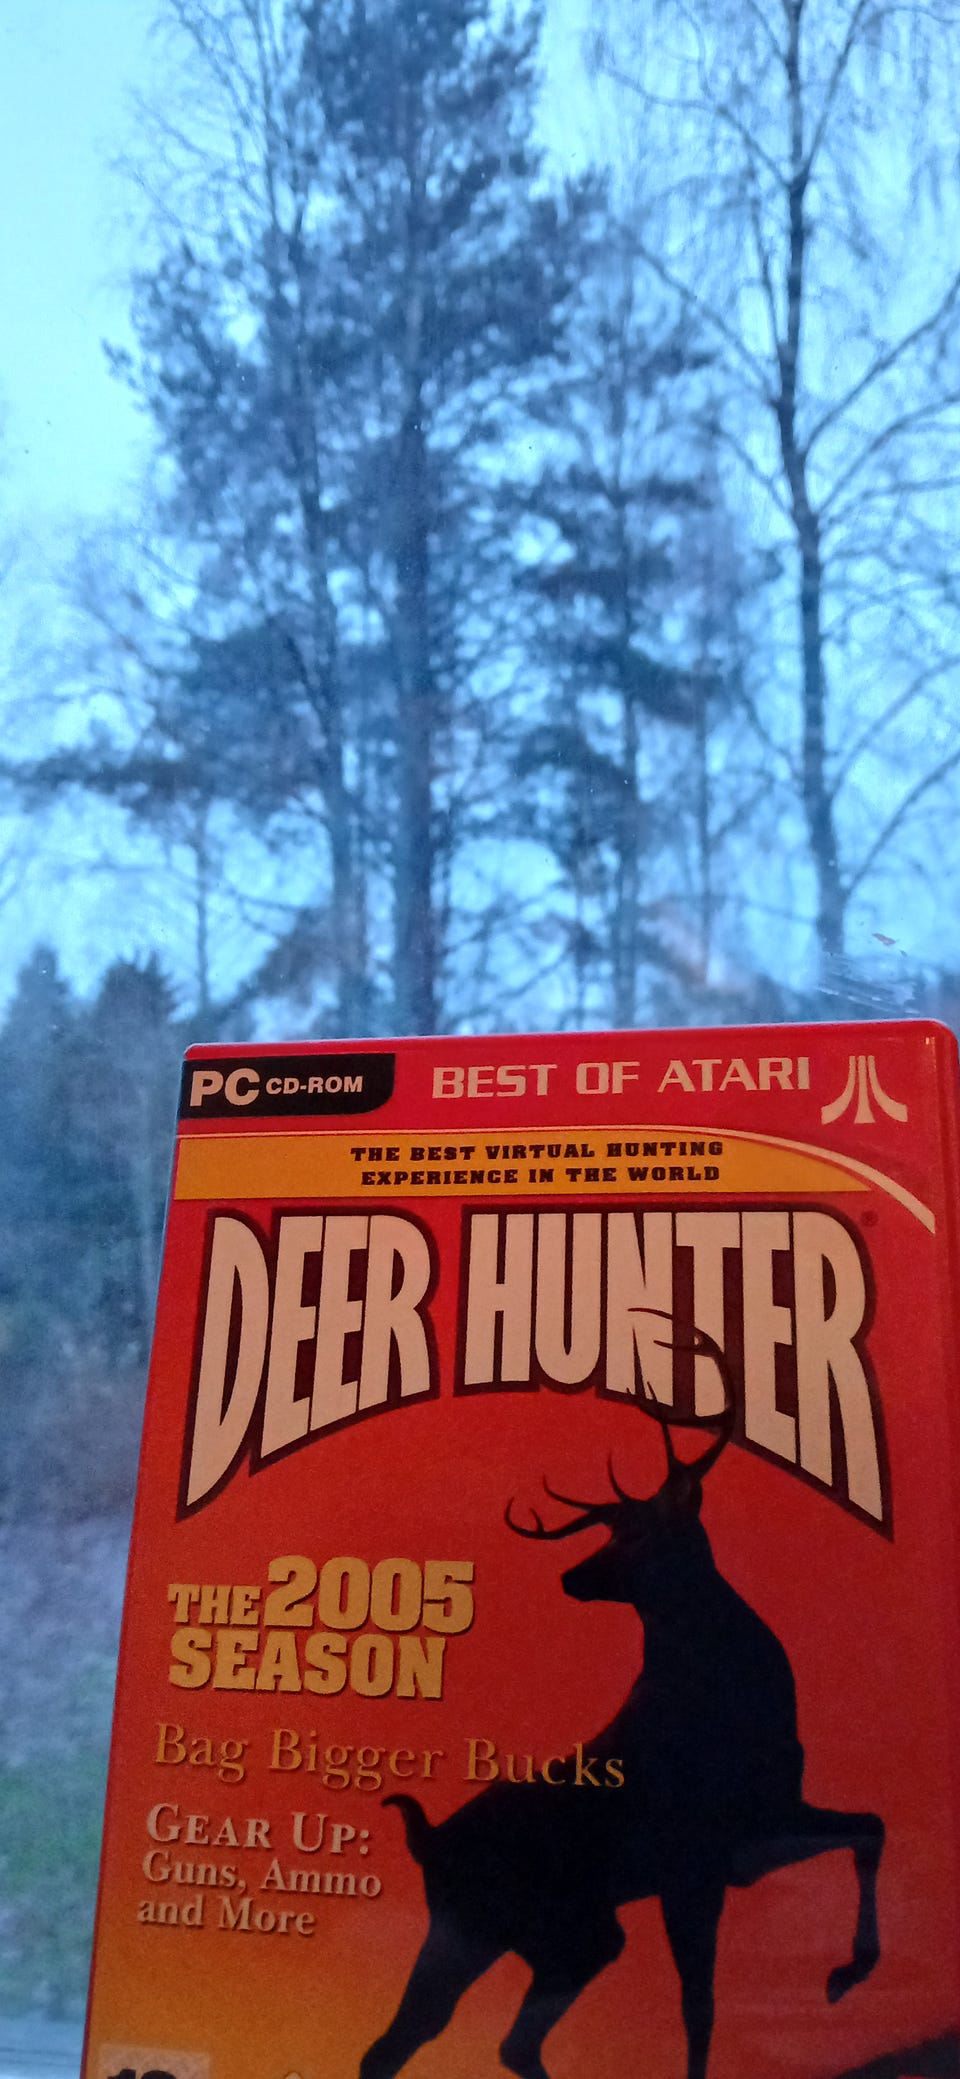 PC CD-ROM
BEST OF ATARI
THE BEST VIRTUAL HUNTING
EXPERIENCE IN THE WORLD
DEER HUNTER®
THE 2005
SEASON
Bag Bigger Bucks
GEAR UP:
Guns, Ammo
and More